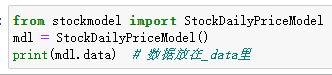 from stockmodel import StockDailyPriceModel
mdl = StockDailyPriceModel()
print(mdl.data)  # 数据放在_data里